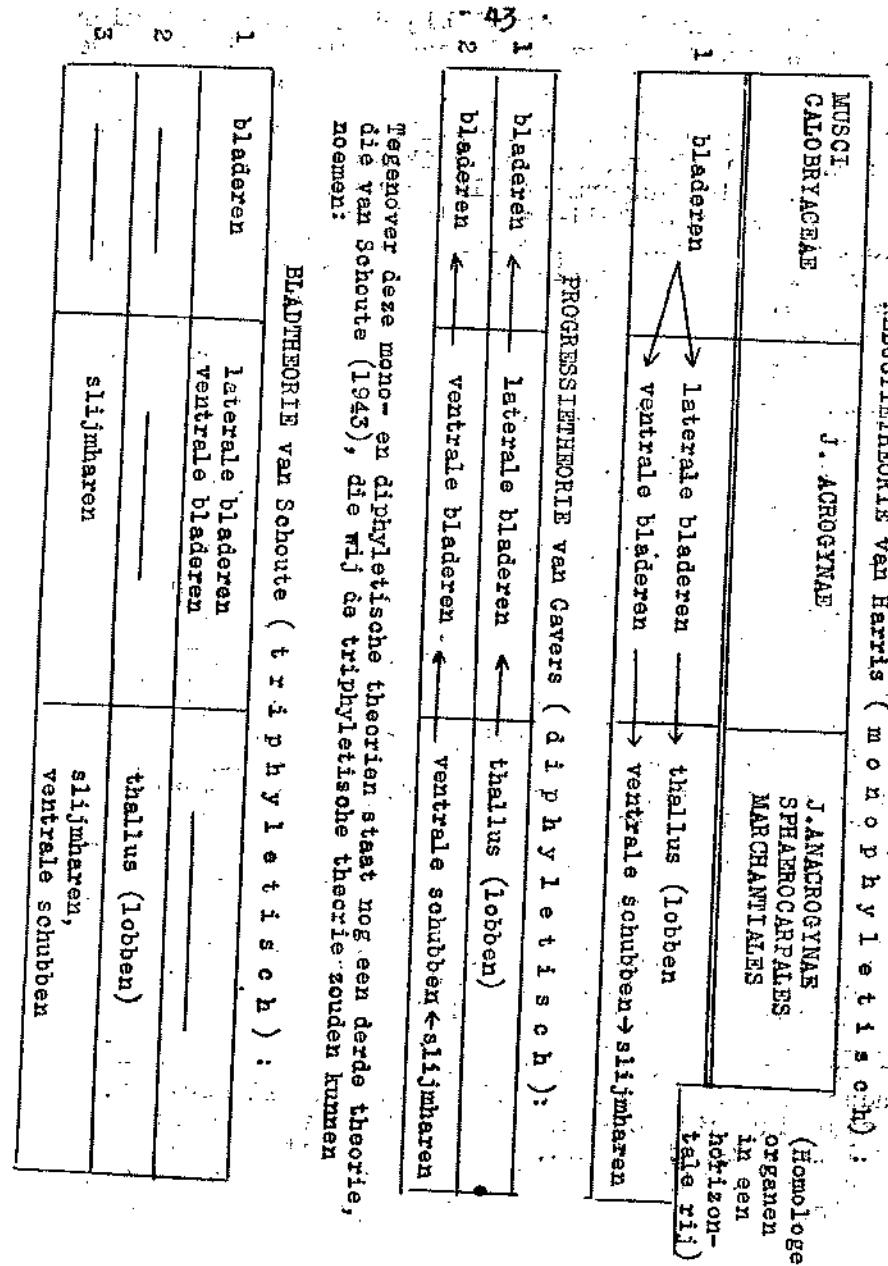 43
THEORIE van Harris ( m o n o p h y l e t i s c h) :
(Homologe
organen
in een
horizon-
tale rij)
MUSCI
CALOBRYACEAE
J. ACROGYNAE
J.ANACROGYNAE
SPHAEROCARPALES
MARCHANTIALES
1 bladeren laterale bladeren → thallus (lobben
ventrale bladeren → ventrale schubben→slijmharen
PROGRESSIETHEORIE van Cavers ( d i p h y l e t i s c h ):
1 bladeren ← laterale bladeren ← thallus (lobben)
2 bladeren ← ventrale bladeren ← ventrale schubben←slijmharen
Tegenover deze mono- en diphyletische theorien staat nog een derde theorie,
die van Schoute (1943), die wij de triphyletische theorie zouden kunnen
noemen:
BLADTHEORIE van Schoute ( t r i p h y l e t i s c h ) :
1 bladeren laterale bladeren ———
ventrale bladeren
2 ——— ——— thallus (lobben)
3 ——— slijmharen slijmharen,
ventrale schubben